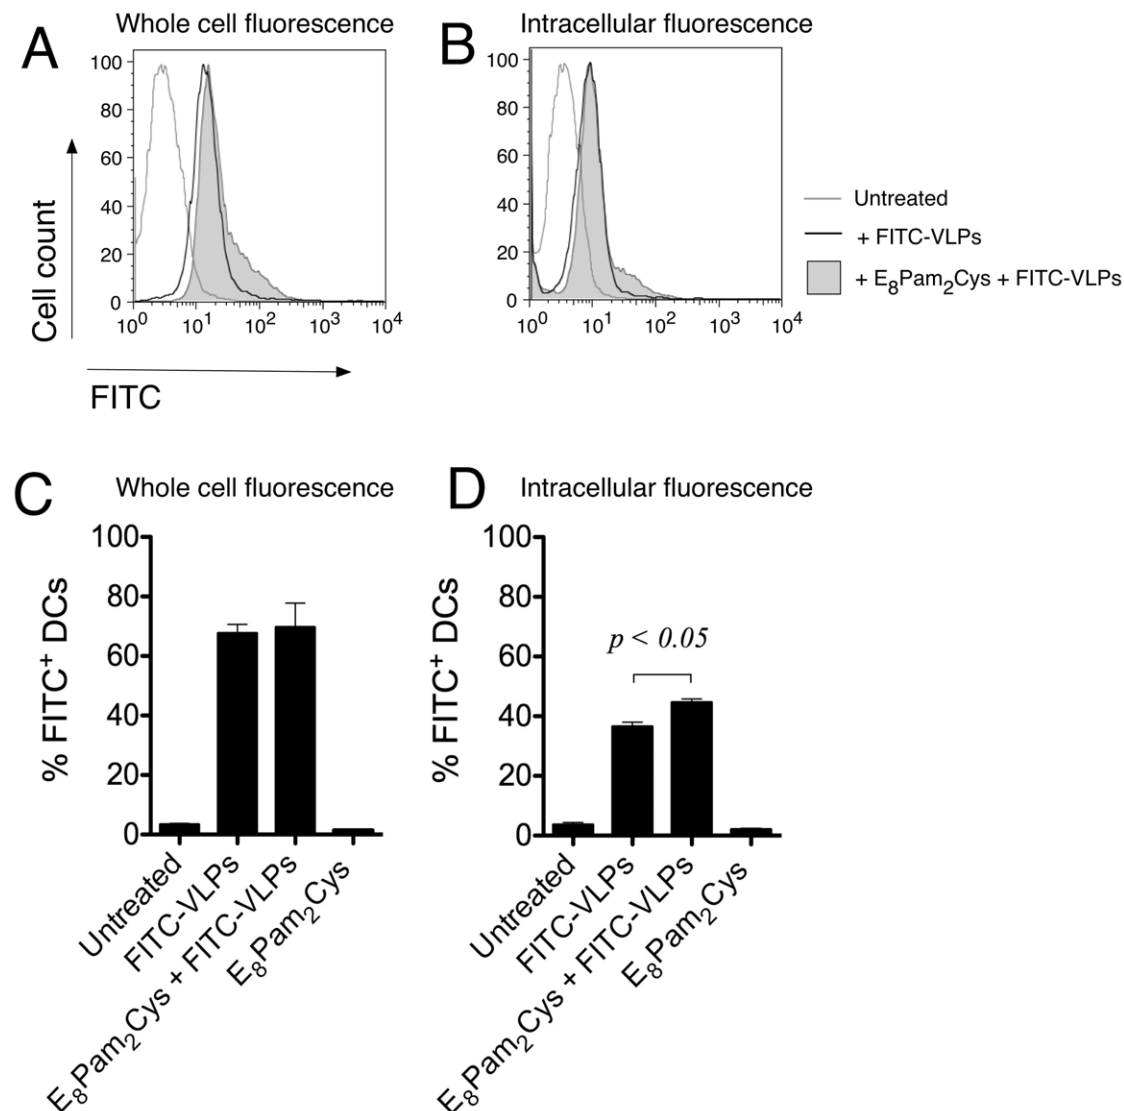 A
Whole cell fluorescence
100
80
60
40
20
0
10⁰ 10¹ 10² 10³ 10⁴
Cell count
FITC
B
Intracellular fluorescence
100
80
60
40
20
0
10⁰ 10¹ 10² 10³ 10⁴
Untreated
+ FITC-VLPs
+ E₈Pam₂Cys + FITC-VLPs
C
Whole cell fluorescence
% FITC⁺ DCs
100
80
60
40
20
0
Untreated
FITC-VLPs
E₈Pam₂Cys + FITC-VLPs
E₈Pam₂Cys
D
Intracellular fluorescence
% FITC⁺ DCs
100
80
60
40
20
0
p < 0.05
Untreated
FITC-VLPs
E₈Pam₂Cys + FITC-VLPs
E₈Pam₂Cys